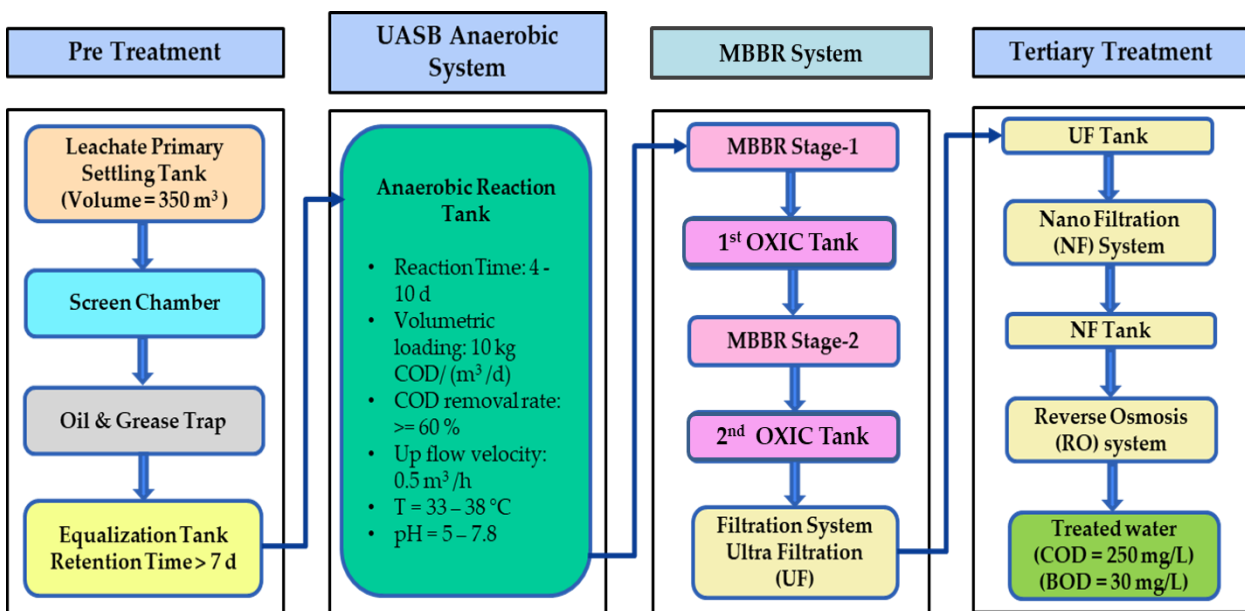 Pre Treatment
Leachate Primary
Settling Tank
(Volume = 350 m³ )
Screen Chamber
Oil & Grease Trap
Equalization Tank
Retention Time > 7 d
UASB Anaerobic
System
Anaerobic Reaction
Tank
• Reaction Time: 4 -
10 d
• Volumetric
loading: 10 kg
COD/ (m³ /d)
• COD removal rate:
>= 60 %
• Up flow velocity:
0.5 m³ /h
• T = 33 – 38 °C
• pH = 5 – 7.8
MBBR System
MBBR Stage-1
1st OXIC Tank
MBBR Stage-2
2nd OXIC Tank
Filtration System
Ultra Filtration
(UF)
Tertiary Treatment
UF Tank
Nano Filtration
(NF) System
NF Tank
Reverse Osmosis
(RO) system
Treated water
(COD = 250 mg/L)
(BOD = 30 mg/L)